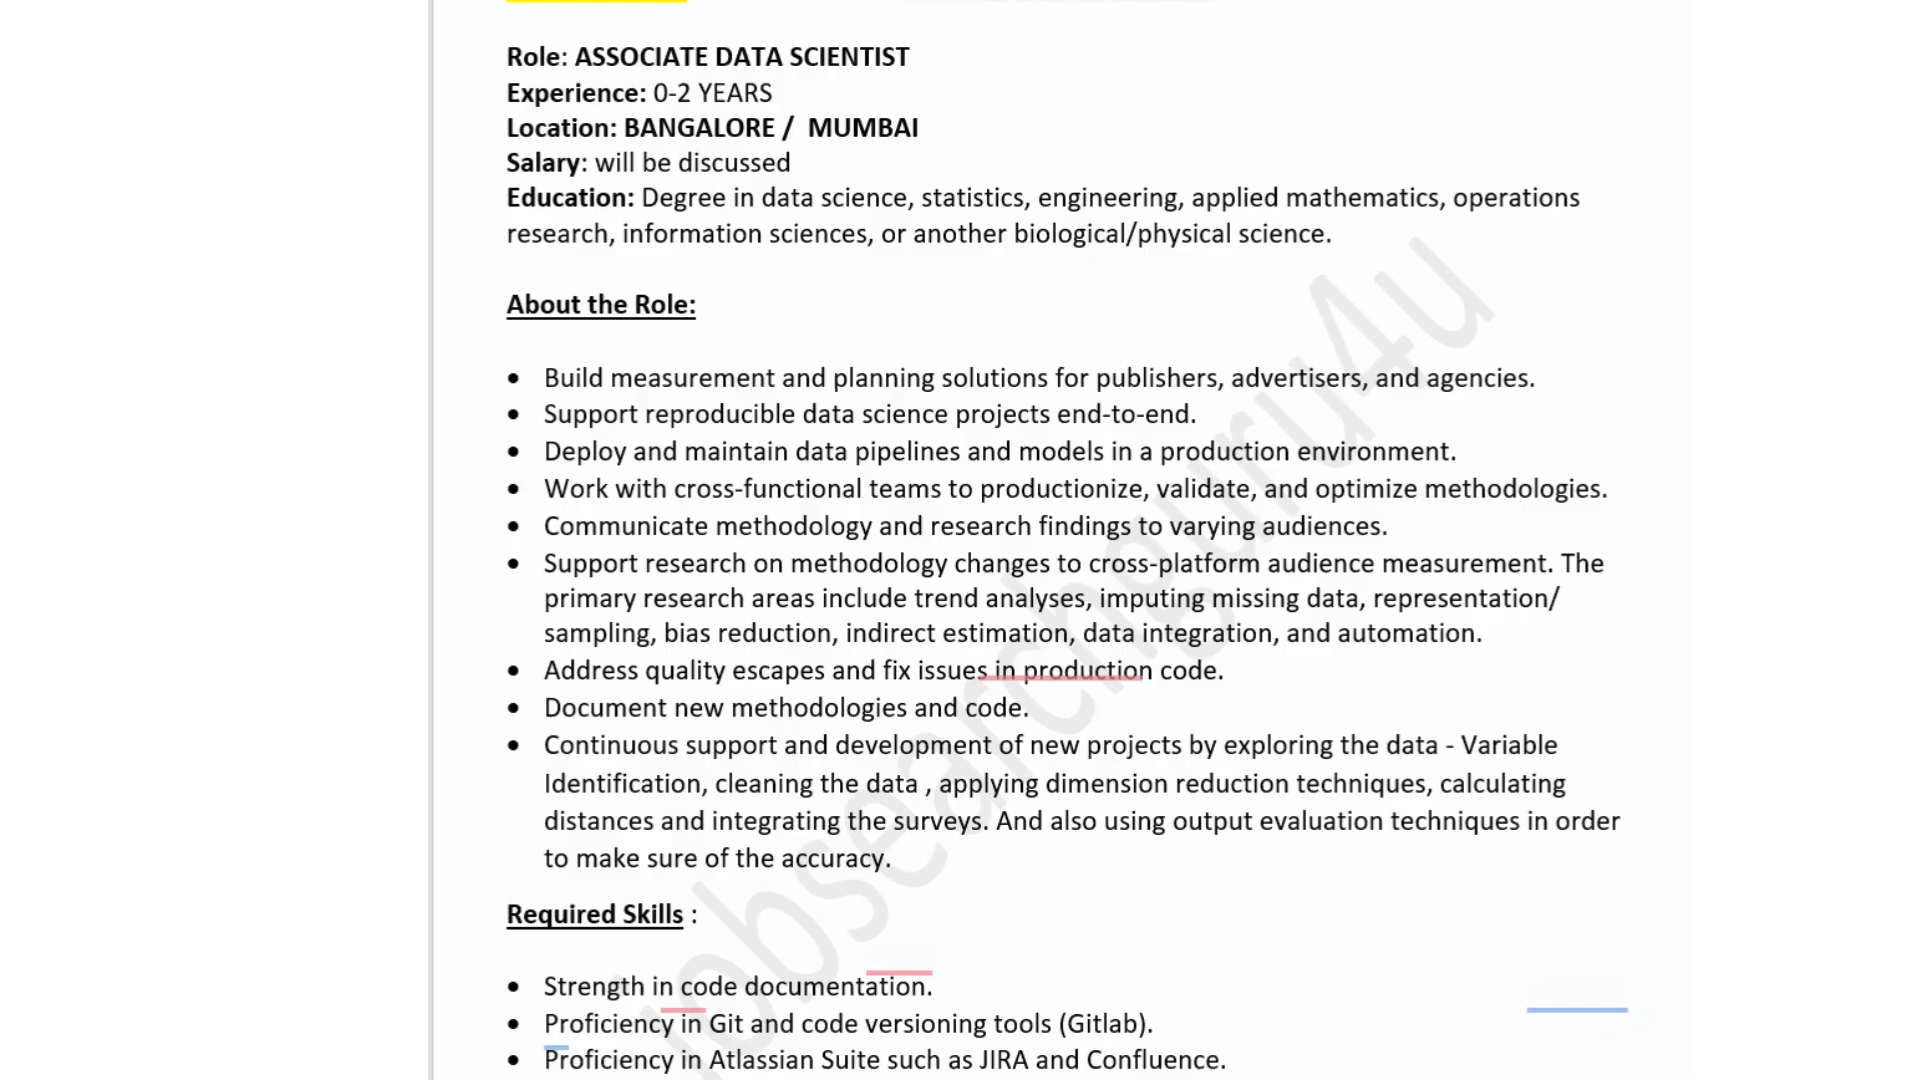 Role: ASSOCIATE DATA SCIENTIST
Experience: 0-2 YEARS
Location: BANGALORE / MUMBAI
Salary: will be discussed
Education: Degree in data science, statistics, engineering, applied mathematics, operations
research, information sciences, or another biological/physical science.
About the Role:
• Build measurement and planning solutions for publishers, advertisers, and agencies.
• Support reproducible data science projects end-to-end.
• Deploy and maintain data pipelines and models in a production environment.
• Work with cross-functional teams to productionize, validate, and optimize methodologies.
• Communicate methodology and research findings to varying audiences.
• Support research on methodology changes to cross-platform audience measurement. The
primary research areas include trend analyses, imputing missing data, representation/
sampling, bias reduction, indirect estimation, data integration, and automation.
• Address quality escapes and fix issues in production code.
• Document new methodologies and code.
• Continuous support and development of new projects by exploring the data - Variable
Identification, cleaning the data , applying dimension reduction techniques, calculating
distances and integrating the surveys. And also using output evaluation techniques in order
to make sure of the accuracy.
Required Skills :
• Strength in code documentation.
• Proficiency in Git and code versioning tools (Gitlab).
• Proficiency in Atlassian Suite such as JIRA and Confluence.
jobsearchguru4u